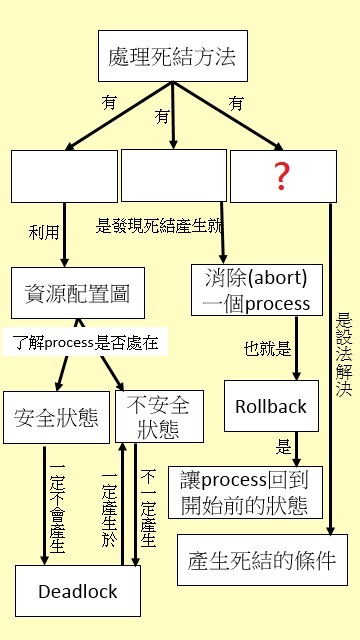 處理死結方法
有
有
有
?
利用
是發現死結產生就
資源配置圖
消除(abort)
一個process
是設法解決
了解process是否處在
也就是
安全狀態
不安全
狀態
Rollback
是
一定不會產生
一定產生於
不一定產生
讓process回到
開始前的狀態
產生死結的條件
Deadlock